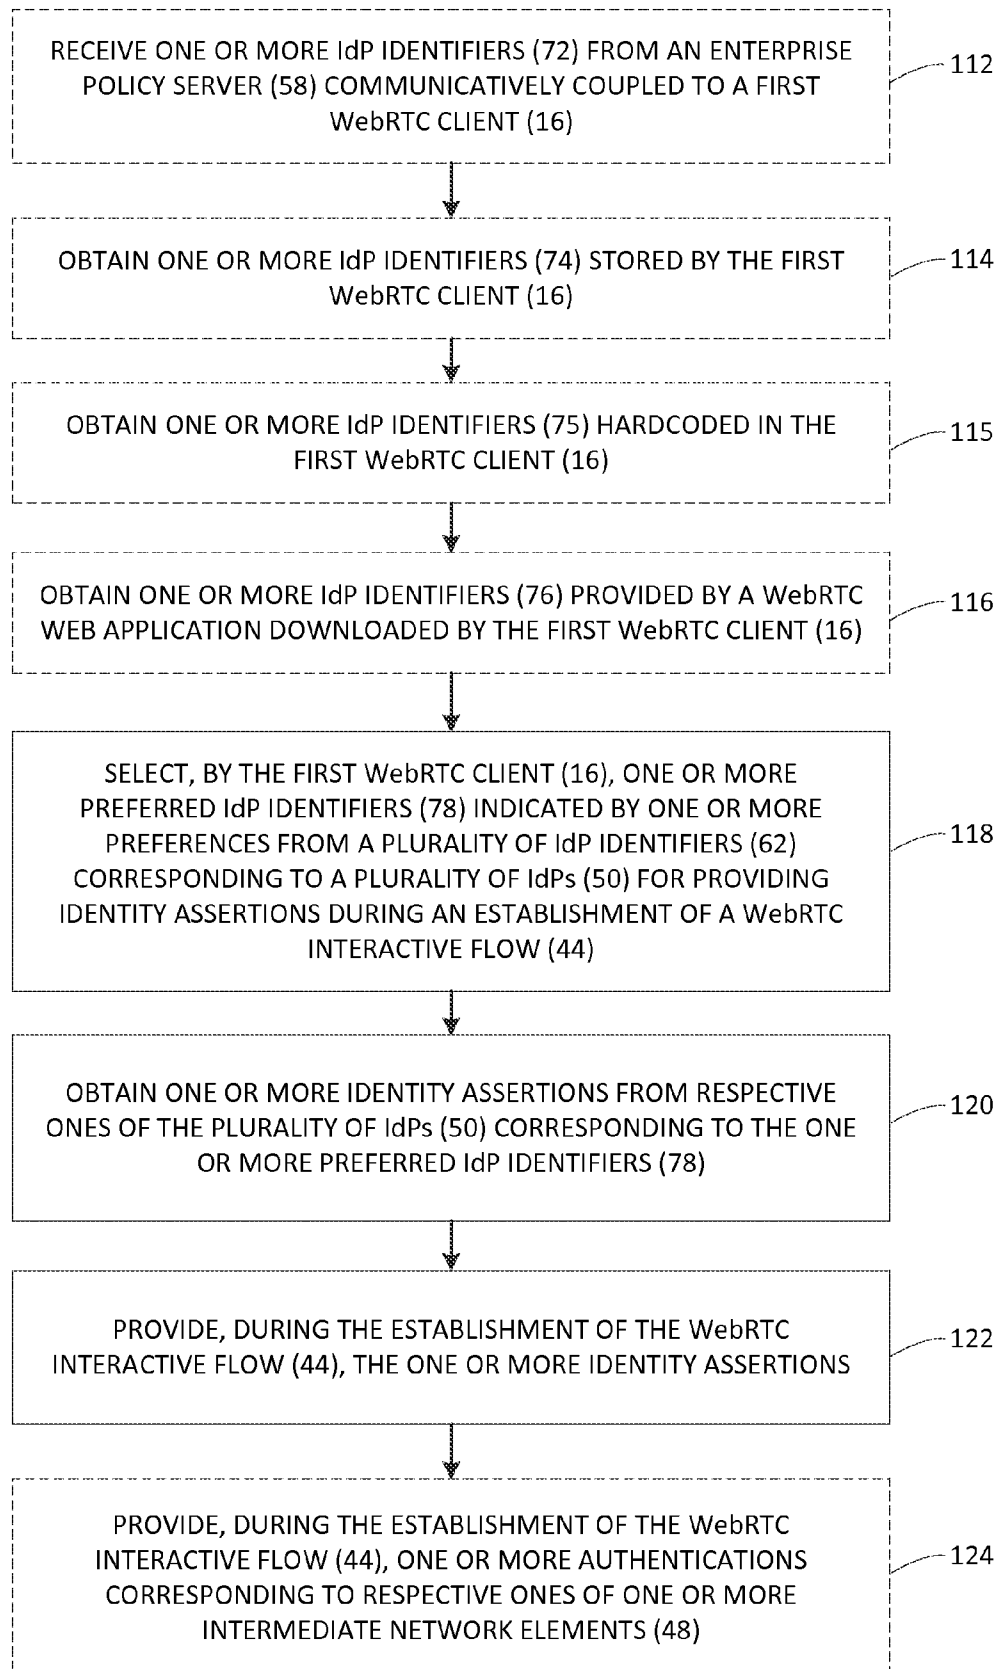 RECEIVE ONE OR MORE IdP IDENTIFIERS (72) FROM AN ENTERPRISE
POLICY SERVER (58) COMMUNICATIVELY COUPLED TO A FIRST
WebRTC CLIENT (16)
112
OBTAIN ONE OR MORE IdP IDENTIFIERS (74) STORED BY THE FIRST
WebRTC CLIENT (16)
114
OBTAIN ONE OR MORE IdP IDENTIFIERS (75) HARDCODED IN THE
FIRST WebRTC CLIENT (16)
115
OBTAIN ONE OR MORE IdP IDENTIFIERS (76) PROVIDED BY A WebRTC
WEB APPLICATION DOWNLOADED BY THE FIRST WebRTC CLIENT (16)
116
SELECT, BY THE FIRST WebRTC CLIENT (16), ONE OR MORE
PREFERRED IdP IDENTIFIERS (78) INDICATED BY ONE OR MORE
PREFERENCES FROM A PLURALITY OF IdP IDENTIFIERS (62)
CORRESPONDING TO A PLURALITY OF IdPs (50) FOR PROVIDING
IDENTITY ASSERTIONS DURING AN ESTABLISHMENT OF A WebRTC
INTERACTIVE FLOW (44)
118
OBTAIN ONE OR MORE IDENTITY ASSERTIONS FROM RESPECTIVE
ONES OF THE PLURALITY OF IdPs (50) CORRESPONDING TO THE ONE
OR MORE PREFERRED IdP IDENTIFIERS (78)
120
PROVIDE, DURING THE ESTABLISHMENT OF THE WebRTC
INTERACTIVE FLOW (44), THE ONE OR MORE IDENTITY ASSERTIONS
122
PROVIDE, DURING THE ESTABLISHMENT OF THE WebRTC
INTERACTIVE FLOW (44), ONE OR MORE AUTHENTICATIONS
CORRESPONDING TO RESPECTIVE ONES OF ONE OR MORE
INTERMEDIATE NETWORK ELEMENTS (48)
124